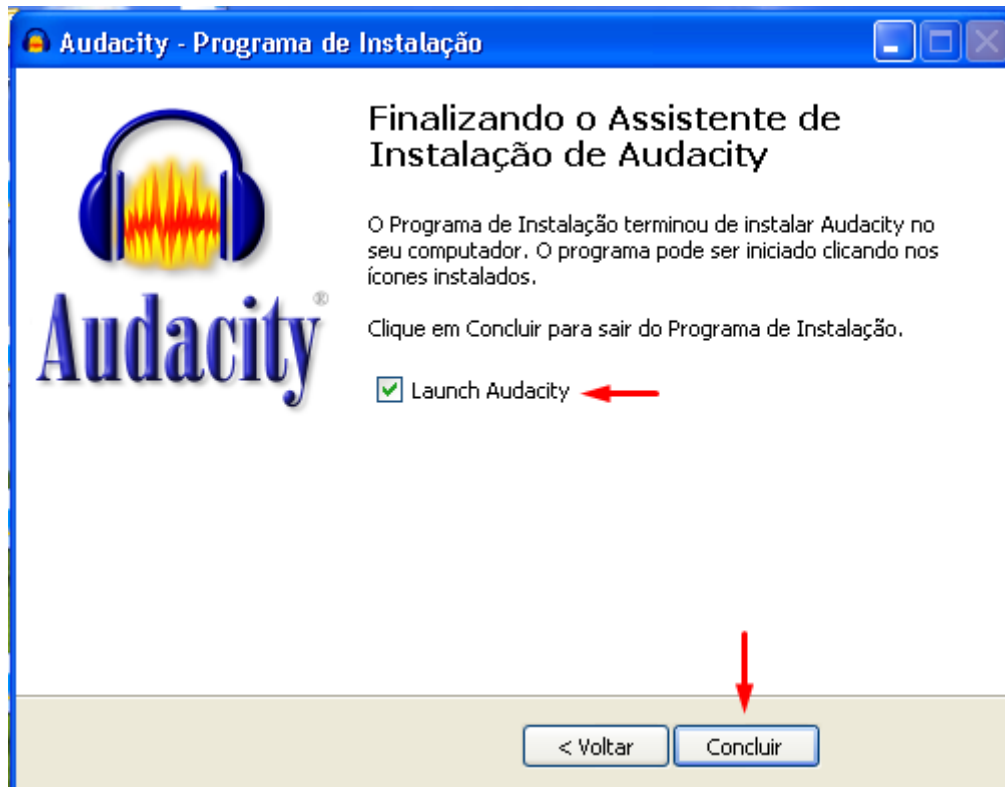 Audacity - Programa de Instalação
Finalizando o Assistente de
Instalação de Audacity
O Programa de Instalação terminou de instalar Audacity no
seu computador. O programa pode ser iniciado clicando nos
ícones instalados.
Clique em Concluir para sair do Programa de Instalação.
Audacity®
Launch Audacity
< Voltar
Concluir